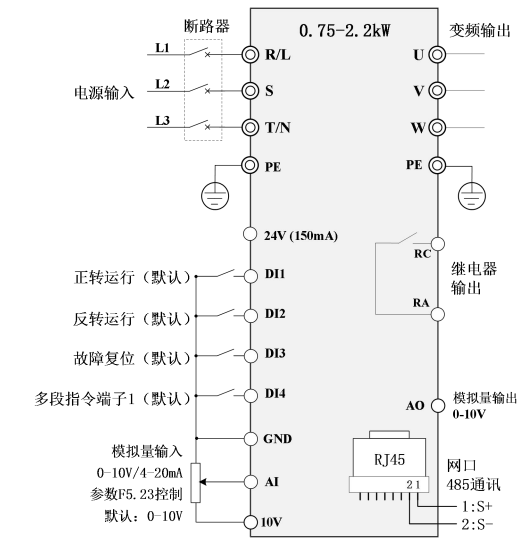 断路器
0.75-2.2kW
变频输出
L1
R/L
U
电源输入
L2
S
V
L3
T/N
W
PE
PE
24V (150mA)
RC
继电器
输出
正转运行（默认）
DI1
反转运行（默认）
DI2
RA
故障复位（默认）
DI3
多段指令端子1（默认）
DI4
AO
模拟量输出
0-10V
GND
模拟量输入
0-10V/4-20mA
参数F5.23控制
默认：0-10V
AI
10V
RJ45
2 1
网口
485通讯
1:S+
2:S-